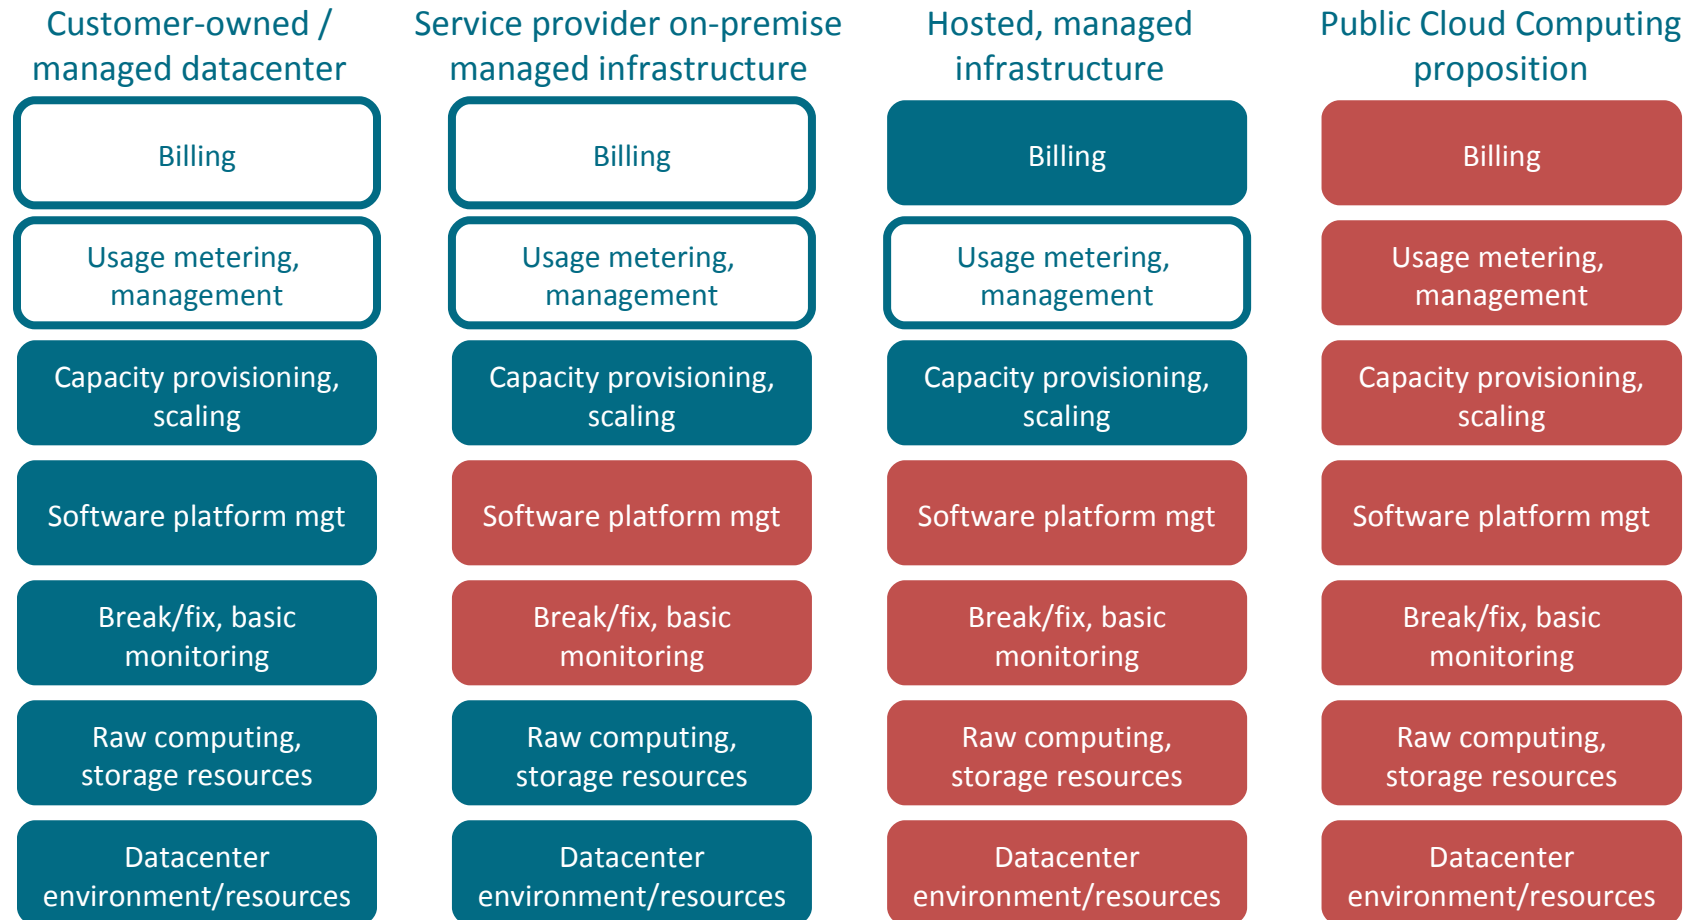 Customer-owned /
managed datacenter
Billing
Usage metering,
management
Capacity provisioning,
scaling
Software platform mgt
Break/fix, basic
monitoring
Raw computing,
storage resources
Datacenter
environment/resources
Service provider on-premise
managed infrastructure
Billing
Usage metering,
management
Capacity provisioning,
scaling
Software platform mgt
Break/fix, basic
monitoring
Raw computing,
storage resources
Datacenter
environment/resources
Hosted, managed
infrastructure
Billing
Usage metering,
management
Capacity provisioning,
scaling
Software platform mgt
Break/fix, basic
monitoring
Raw computing,
storage resources
Datacenter
environment/resources
Public Cloud Computing
proposition
Billing
Usage metering,
management
Capacity provisioning,
scaling
Software platform mgt
Break/fix, basic
monitoring
Raw computing,
storage resources
Datacenter
environment/resources